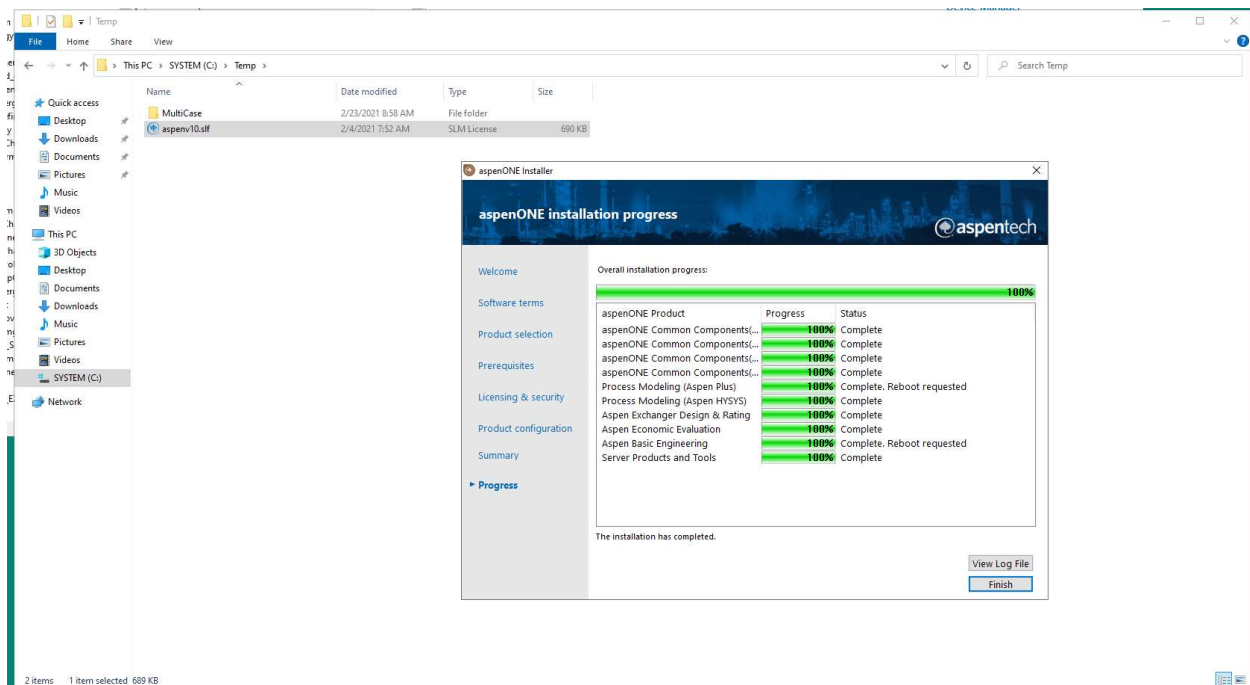 Temp
File Home Share View
This PC > SYSTEM (C:) > Temp >
Search Temp
Name Date modified Type Size
MultiCase 2/23/2021 8:58 AM File folder
aspenv10.slf 2/4/2021 7:52 AM SLM License 690 KB
Quick access
Desktop
Downloads
Documents
Pictures
Music
Videos
This PC
3D Objects
Desktop
Documents
Downloads
Music
Pictures
Videos
SYSTEM (C:)
Network
aspenONE Installer
aspenONE installation progress
aspentech
Welcome
Software terms
Product selection
Prerequisites
Licensing & security
Product configuration
Summary
Progress
Overall installation progress:
100%
aspenONE Product Progress Status
aspenONE Common Components(... 100% Complete
aspenONE Common Components(... 100% Complete
aspenONE Common Components(... 100% Complete
aspenONE Common Components(... 100% Complete
Process Modeling (Aspen Plus) 100% Complete. Reboot requested
Process Modeling (Aspen HYSYS) 100% Complete
Aspen Exchanger Design & Rating 100% Complete
Aspen Economic Evaluation 100% Complete
Aspen Basic Engineering 100% Complete. Reboot requested
Server Products and Tools 100% Complete
The installation has completed.
View Log File
Finish
2 items 1 item selected 689 KB